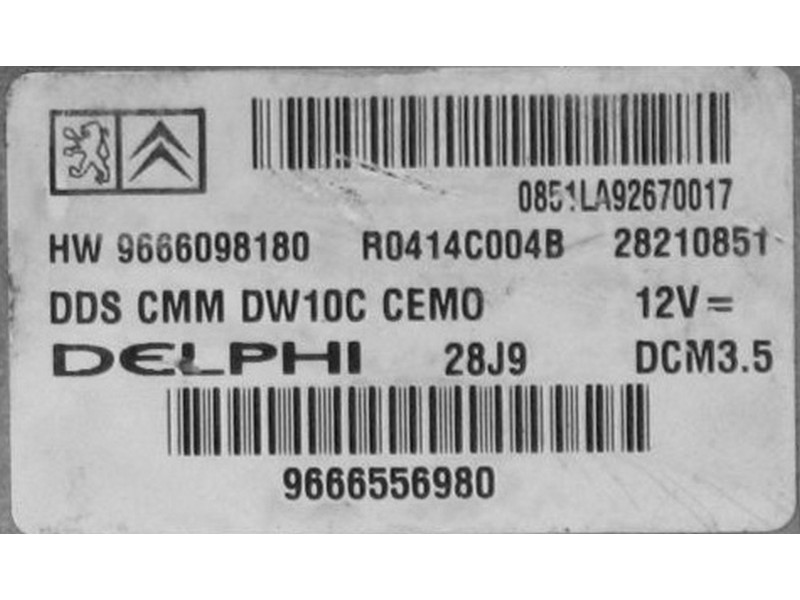 0851LA92670017
HW 9666098180 R0414C004B 28210851
DDS CMM DW10C CEMO 12V=
DELPHI 28J9 DCM3.5
9666556980